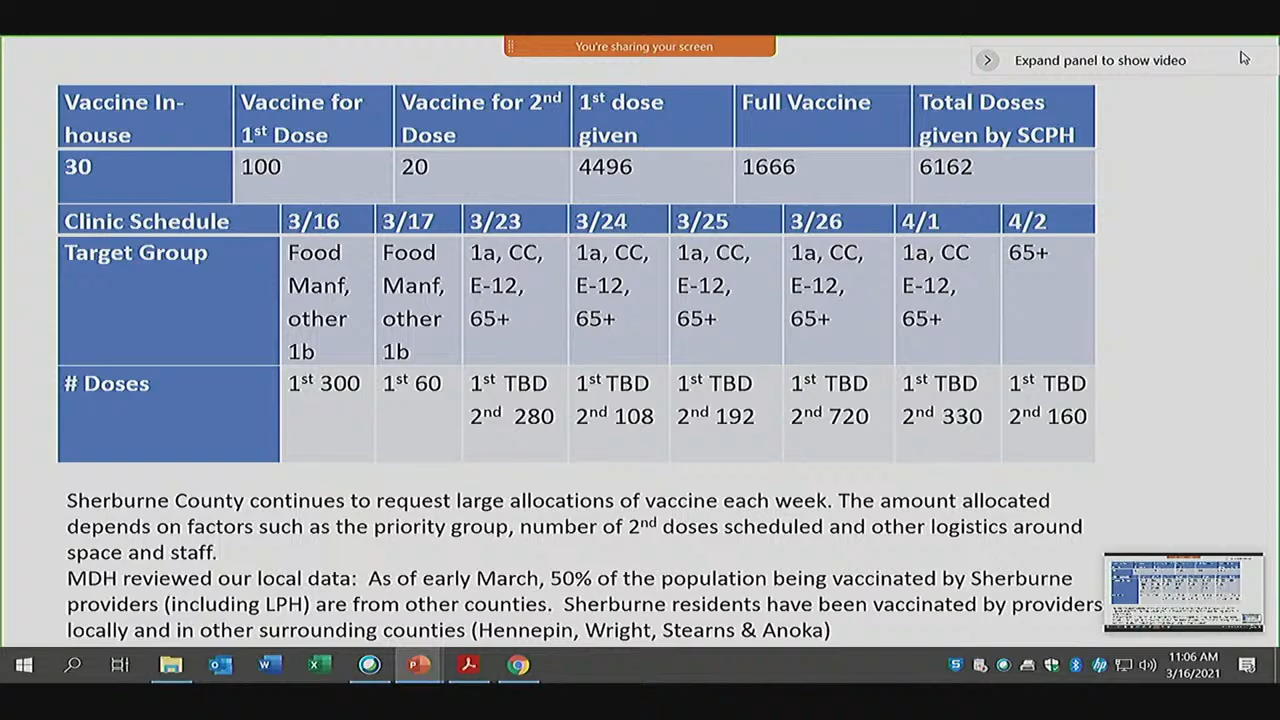 You're sharing your screen
Expand panel to show video
Vaccine In-house
Vaccine for 1st Dose
Vaccine for 2nd Dose
1st dose given
Full Vaccine
Total Doses given by SCPH
30
100
20
4496
1666
6162
Clinic Schedule
3/16
3/17
3/23
3/24
3/25
3/26
4/1
4/2
Target Group
Food Manf, other 1b
Food Manf, other 1b
1a, CC, E-12, 65+
1a, CC, E-12, 65+
1a, CC, E-12, 65+
1a, CC, E-12, 65+
1a, CC E-12, 65+
65+
# Doses
1st 300
1st 60
1st TBD 2nd 280
1st TBD 2nd 108
1st TBD 2nd 192
1st TBD 2nd 720
1st TBD 2nd 330
1st TBD 2nd 160
Sherburne County continues to request large allocations of vaccine each week. The amount allocated
depends on factors such as the priority group, number of 2nd doses scheduled and other logistics around
space and staff.
MDH reviewed our local data: As of early March, 50% of the population being vaccinated by Sherburne
providers (including LPH) are from other counties. Sherburne residents have been vaccinated by providers
locally and in other surrounding counties (Hennepin, Wright, Stearns & Anoka)
11:06 AM
3/16/2021